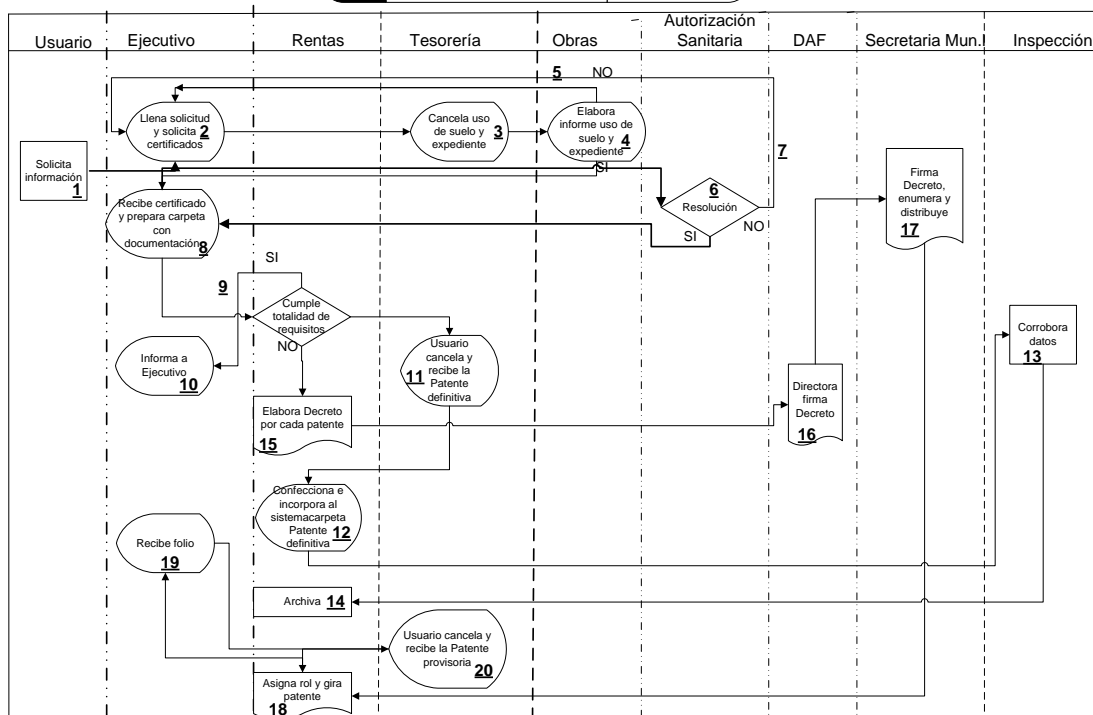 Usuario
Ejecutivo
Rentas
Tesorería
Obras
Autorización
Sanitaria
DAF
Secretaria Mun.
Inspección
5
NO
Llena solicitud
y solicita 2
certificados
Cancela uso
de suelo y 3
expediente
Elabora
informe uso de
suelo y
expediente 4
7
Solicita
información
1
SI
6
Resolución
NO
SI
Firma
Decreto,
enumera y
distribuye
17
Recibe certificado
y prepara carpeta
con
documentación
8
SI
9
Cumple
totalidad de
requisitos
NO
Corrobora
datos
13
Informa a
Ejecutivo
10
Usuario
cancela y
recibe la
11 Patente
definitiva
Directora
firma
Decreto
16
Elabora Decreto
por cada patente
15
Confecciona e
incorpora al
sistemacarpeta
Patente 12
definitiva
Recibe folio
19
Archiva 14
Usuario cancela y
recibe la Patente
provisoria 20
Asigna rol y gira
patente
18